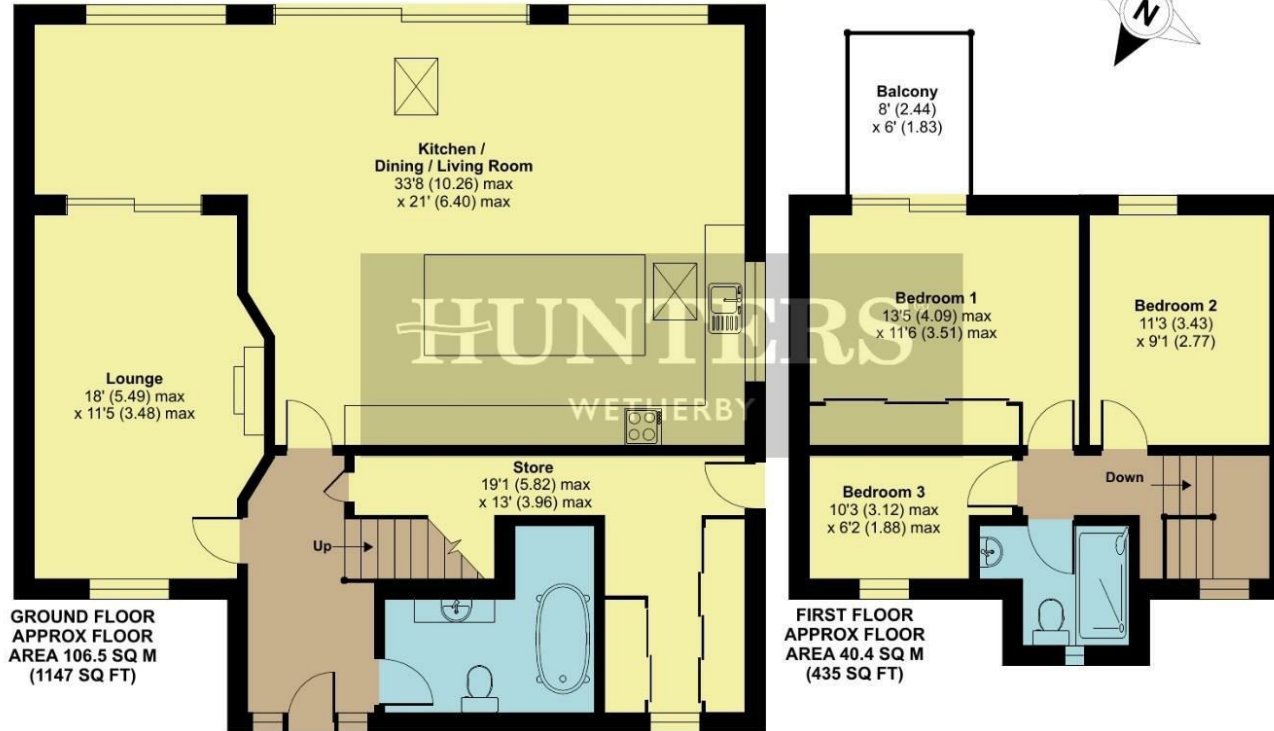 N
Balcony
8' (2.44)
x 6' (1.83)
Kitchen /
Dining / Living Room
33'8 (10.26) max
x 21' (6.40) max
Bedroom 1
13'5 (4.09) max
x 11'6 (3.51) max
Bedroom 2
11'3 (3.43)
x 9'1 (2.77)
HUNTERS
WETHERBY
Lounge
18' (5.49) max
x 11'5 (3.48) max
Store
19'1 (5.82) max
x 13' (3.96) max
Bedroom 3
10'3 (3.12) max
x 6'2 (1.88) max
Down
Up
GROUND FLOOR
APPROX FLOOR
AREA 106.5 SQ M
(1147 SQ FT)
FIRST FLOOR
APPROX FLOOR
AREA 40.4 SQ M
(435 SQ FT)